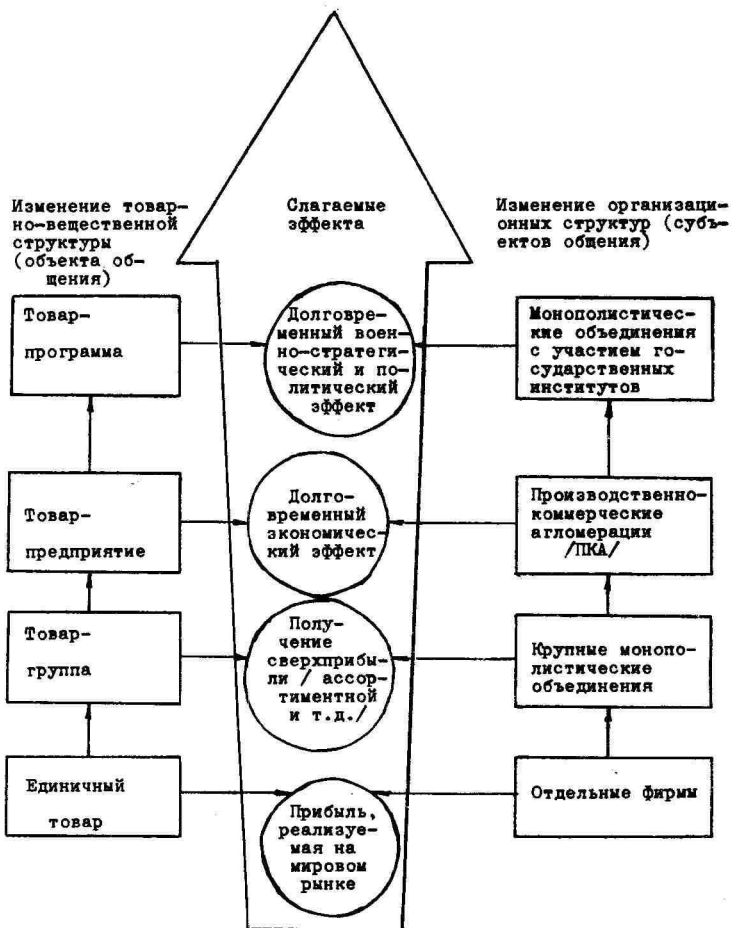 Изменение товар-
но-вещественной
структуры
(объекта об-
щения)
Слагаемые
эффекта
Изменение организаци-
онных структур (субъ-
ектов общения)
Товар-
программа
Долговре-
менный воен-
но-стратеги-
ческий и по-
литический
эффект
Монополистичес-
кие объединения
с участием го-
сударственных
институтов
Товар-
предприятие
Долго-
временный
экономичес-
кий эффект
Производственно-
коммерческие
агломерации
/ПКА/
Товар-
группа
Полу-
чение
сверхприбы-
ли / ассор-
тиментной
и т.д./
Крупные монопо-
листические
объединения
Единичный
товар
Прибыль,
реализуе-
мая на
мировом
рынке
Отдельные фирмы